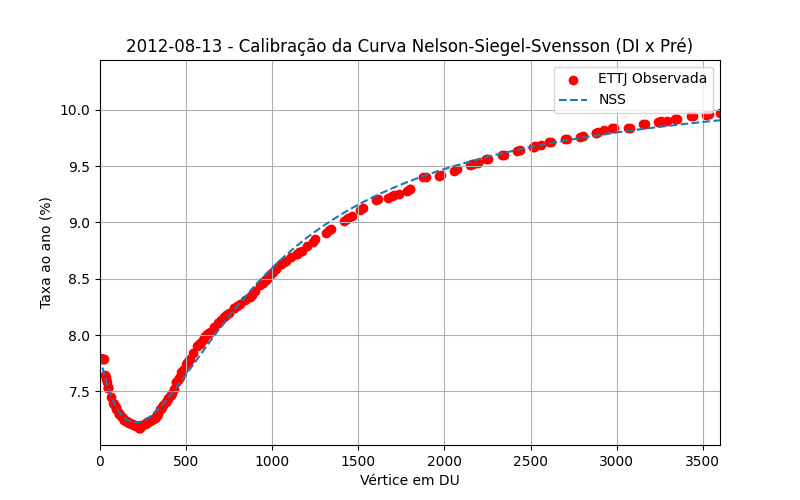 2012-08-13 - Calibração da Curva Nelson-Siegel-Svensson (DI x Pré)
ETTJ Observada
NSS
Taxa ao ano (%)
10.0
9.5
9.0
8.5
8.0
7.5
0 500 1000 1500 2000 2500 3000 3500
Vértice em DU